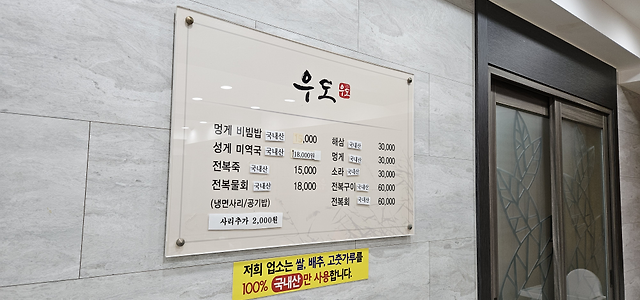 우도 우도
멍게 비빔밥 국내산 ,000
성게 미역국 국내산 18,000원
전복죽 국내산 15,000
전복물회 국내산 18,000
(냉면사리/공기밥)
사리추가 2,000원
해삼 국내산 30,000
멍게 국내산 30,000
소라 국내산 30,000
전복구이 국내산 60,000
전복회 국내산 60,000
저희 업소는 쌀, 배추, 고춧가루를
100% 국내산만 사용합니다.